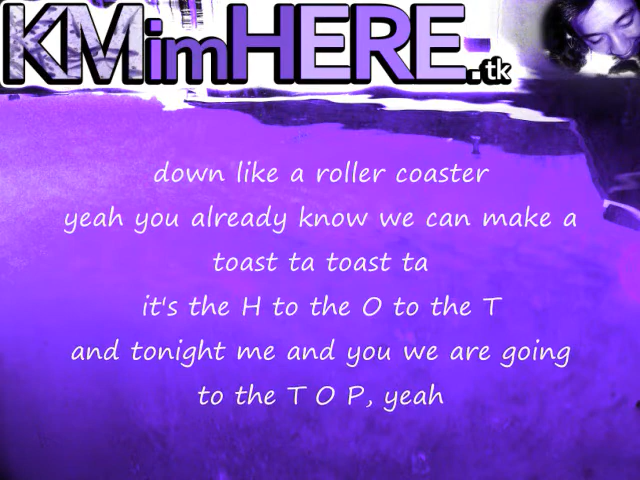 KMimHERE.tk
down like a roller coaster
yeah you already know we can make a
toast ta toast ta
it's the H to the O to the T
and tonight me and you we are going
to the T O P, yeah